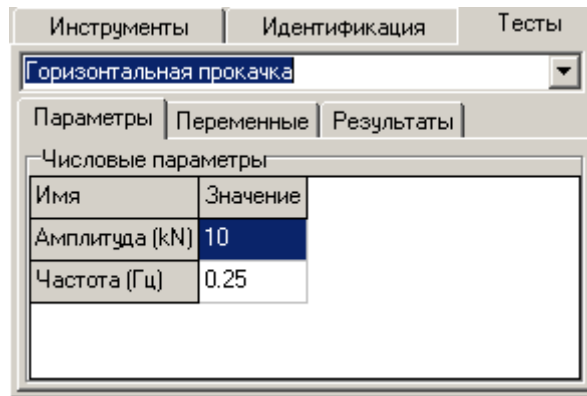 Инструменты Идентификация Тесты
Горизонтальная прокачка
Параметры Переменные Результаты
Числовые параметры
Имя Значение
Амплитуда (kN) 10
Частота (Гц) 0.25